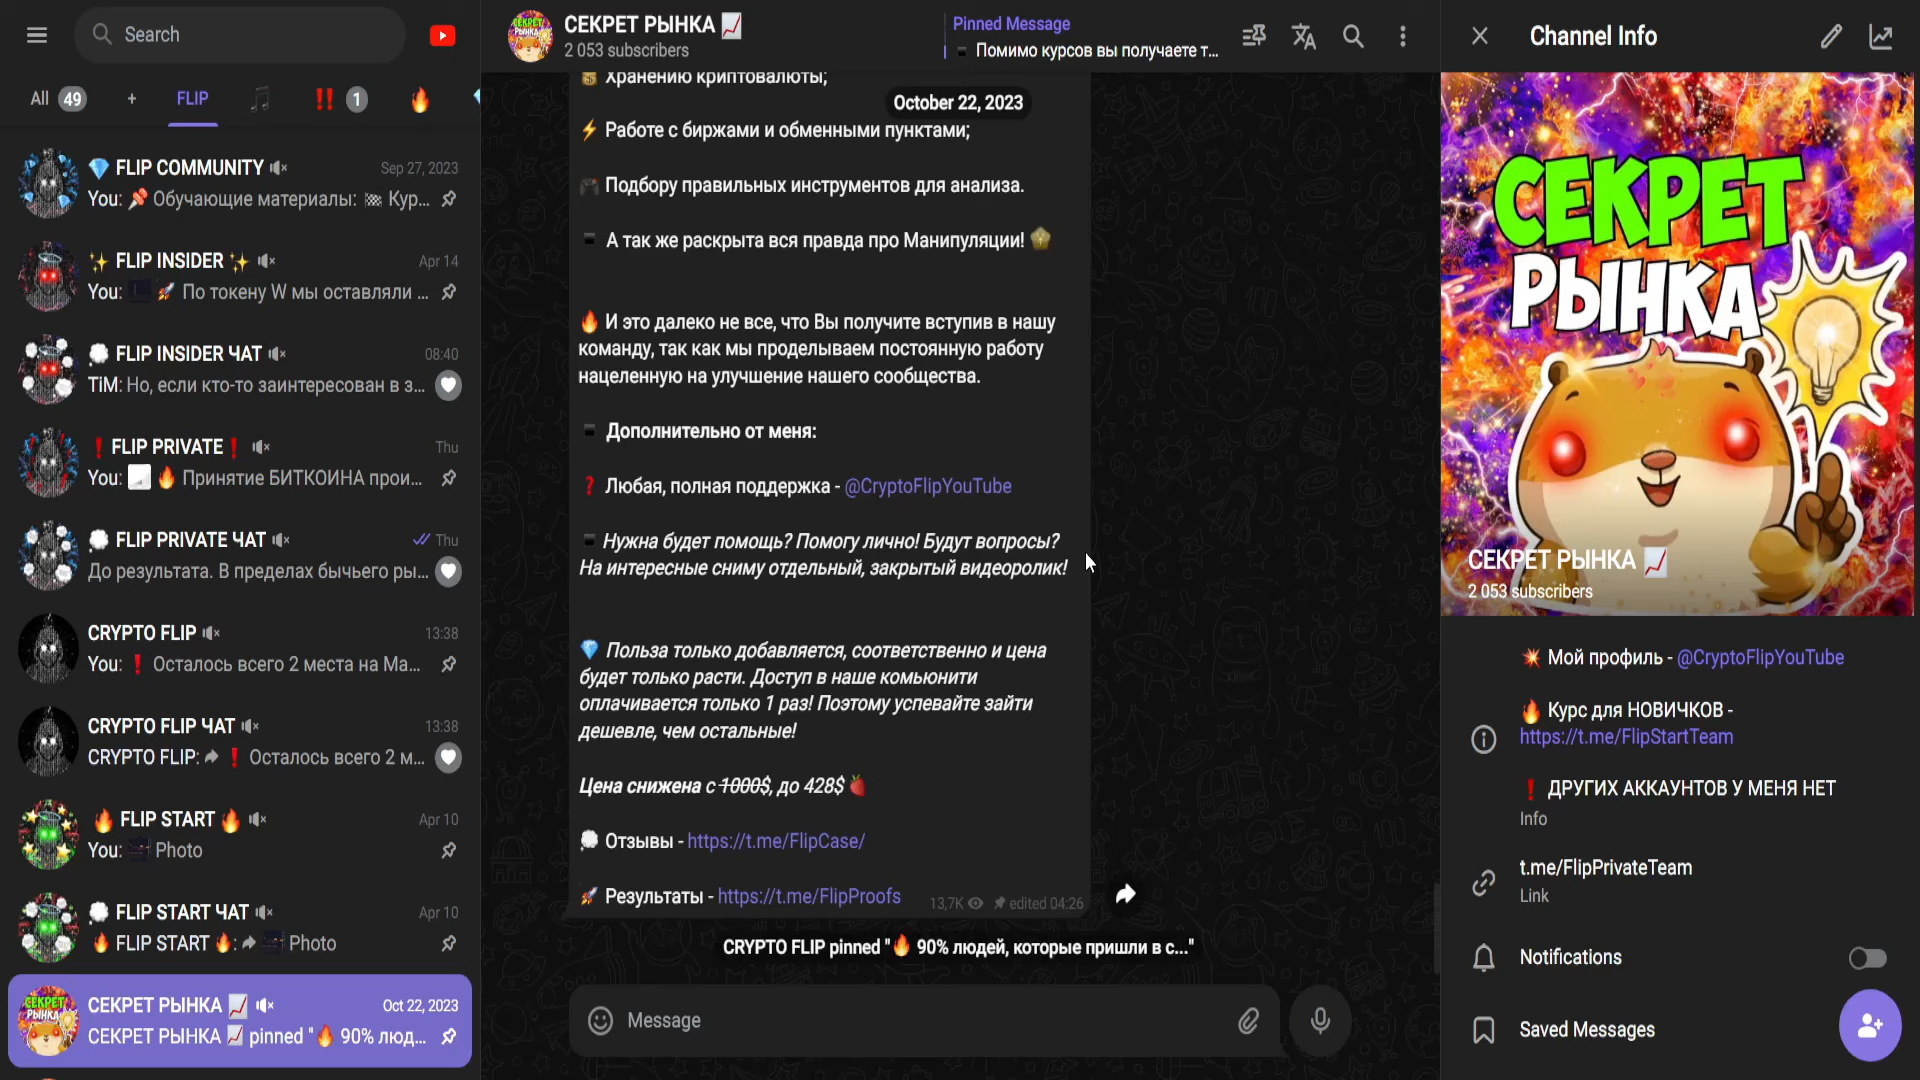 Search
All 49
+
FLIP
1
FLIP COMMUNITY
Sep 27, 2023
You: Обучающие материалы: Кур...
FLIP INSIDER
Apr 14
You: По токену W мы оставляли ...
FLIP INSIDER ЧАТ
08:40
TiM: Но, если кто-то заинтересован в з...
FLIP PRIVATE
Thu
You: Принятие БИТКОИНА прои...
FLIP PRIVATE ЧАТ
Thu
До результата. В пределах бычьего ры...
CRYPTO FLIP
13:38
You: Осталось всего 2 места на Ма...
CRYPTO FLIP ЧАТ
13:38
CRYPTO FLIP: Осталось всего 2 м...
FLIP START
Apr 10
You: Photo
FLIP START ЧАТ
Apr 10
FLIP START : Photo
СЕКРЕТ РЫНКА
Oct 22, 2023
СЕКРЕТ РЫНКА pinned " 90% люд...
СЕКРЕТ РЫНКА
2 053 subscribers
Pinned Message
Помимо курсов вы получаете т...
Хранению криптовалюты;
October 22, 2023
Работе с биржами и обменными пунктами;
Подбору правильных инструментов для анализа.
А так же раскрыта вся правда про Манипуляции!
И это далеко не все, что Вы получите вступив в нашу
команду, так как мы проделываем постоянную работу
нацеленную на улучшение нашего сообщества.
Дополнительно от меня:
Любая, полная поддержка - @CryptoFlipYouTube
Нужна будет помощь? Помогу лично! Будут вопросы?
На интересные сниму отдельный, закрытый видеоролик!
Польза только добавляется, соответственно и цена
будет только расти. Доступ в наше комьюнити
оплачивается только 1 раз! Поэтому успевайте зайти
дешевле, чем остальные!
Цена снижена с 1000$, до 428$
Отзывы - https://t.me/FlipCase/
Результаты - https://t.me/FlipProofs
13,7K edited 04:26
CRYPTO FLIP pinned " 90% людей, которые пришли в с..."
Message
Channel Info
СЕКРЕТ
РЫНКА
СЕКРЕТ РЫНКА
2 053 subscribers
Мой профиль - @CryptoFlipYouTube
Курс для НОВИЧКОВ -
https://t.me/FlipStartTeam
ДРУГИХ АККАУНТОВ У МЕНЯ НЕТ
Info
t.me/FlipPrivateTeam
Link
Notifications
Saved Messages